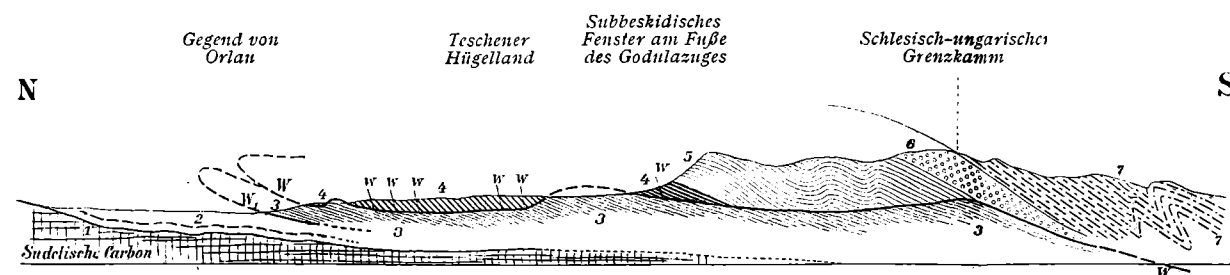 Gegend von
Orlau
Teschener
Hügelland
Subbeskidisches
Fenster am Fuße
des Godulazuges
Schlesisch-ungarischer
Grenzkamm
N
S
W
W
4
W W W
4
W W
4
W
5
6
7
3
2
1
3
3
3
7
Sudetische Carbon
W